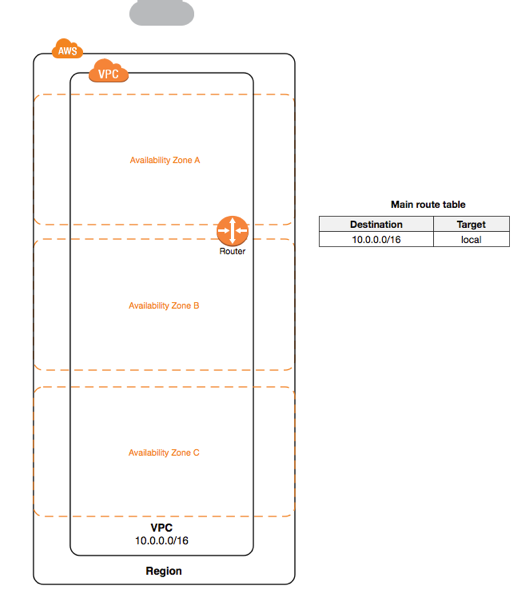 AWS
VPC
Availability Zone A
Main route table
Destination Target
10.0.0.0/16 local
Router
Availability Zone B
Availability Zone C
VPC
10.0.0.0/16
Region